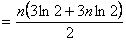 = n(3ln 2 + 3n ln 2) / 2